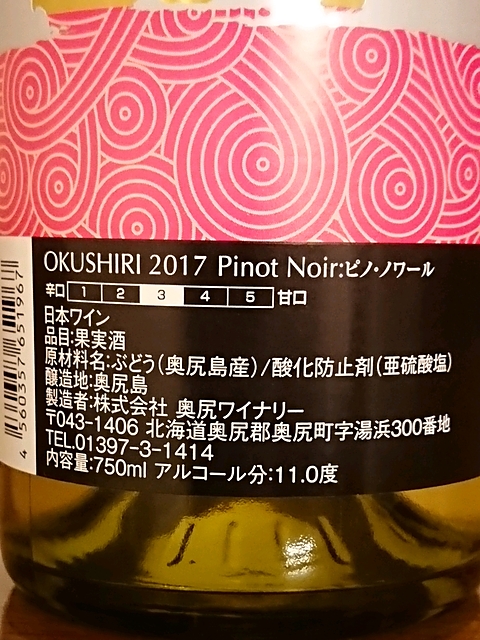 OKUSHIRI 2017 Pinot Noir:ピノ・ノワール
辛口 1 2 3 4 5 甘口
日本ワイン
品目:果実酒
原材料名:ぶどう(奥尻島産)/酸化防止剤(亜硫酸塩)
醸造地:奥尻島
製造者:株式会社 奥尻ワイナリー
〒043-1406 北海道奥尻郡奥尻町字湯浜300番地
TEL.01397-3-1414
内容量:750ml アルコール分:11.0度
4 560357 651967